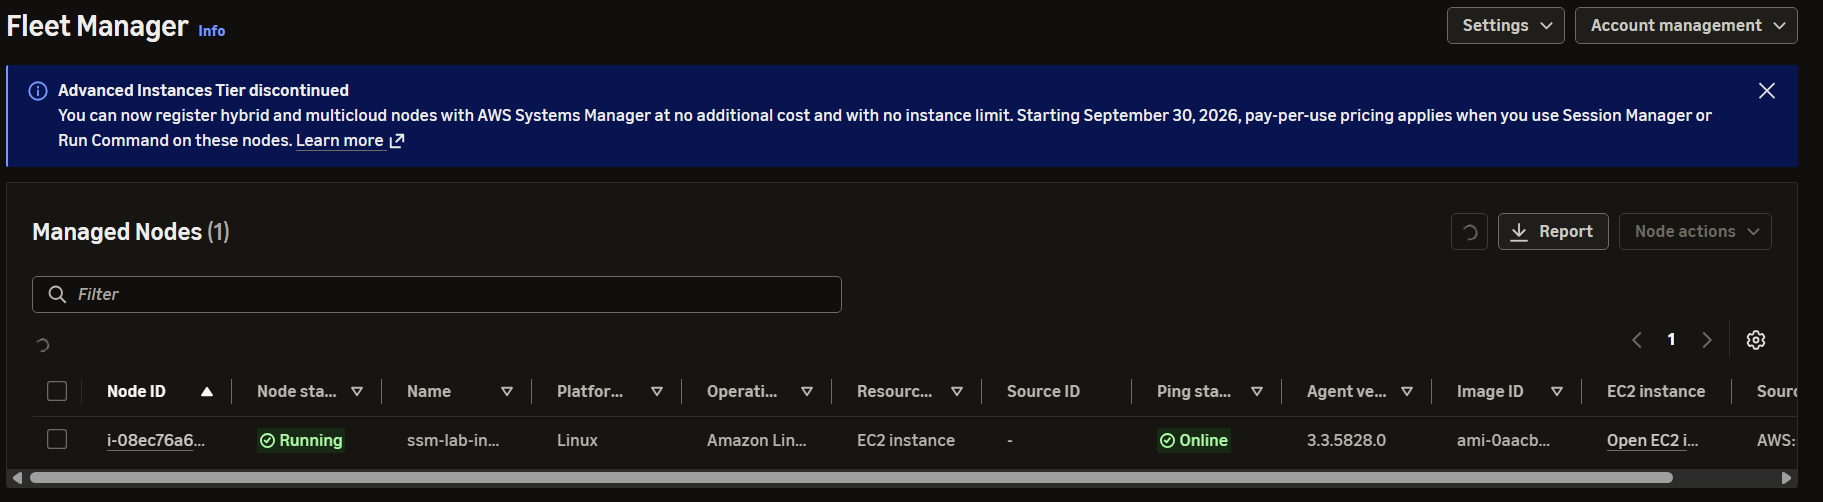 Fleet Manager Info
Settings
Account management
Advanced Instances Tier discontinued
You can now register hybrid and multicloud nodes with AWS Systems Manager at no additional cost and with no instance limit. Starting September 30, 2026, pay-per-use pricing applies when you use Session Manager or
Run Command on these nodes. Learn more
Managed Nodes (1)
Report
Node actions
Filter
1
Node ID Node sta... Name Platfor... Operati... Resourc... Source ID Ping sta... Agent ve... Image ID EC2 instance Sourc
i-08ec76a6... Running ssm-lab-in... Linux Amazon Lin... EC2 instance - Online 3.3.5828.0 ami-0aacb... Open EC2 i... AWS: